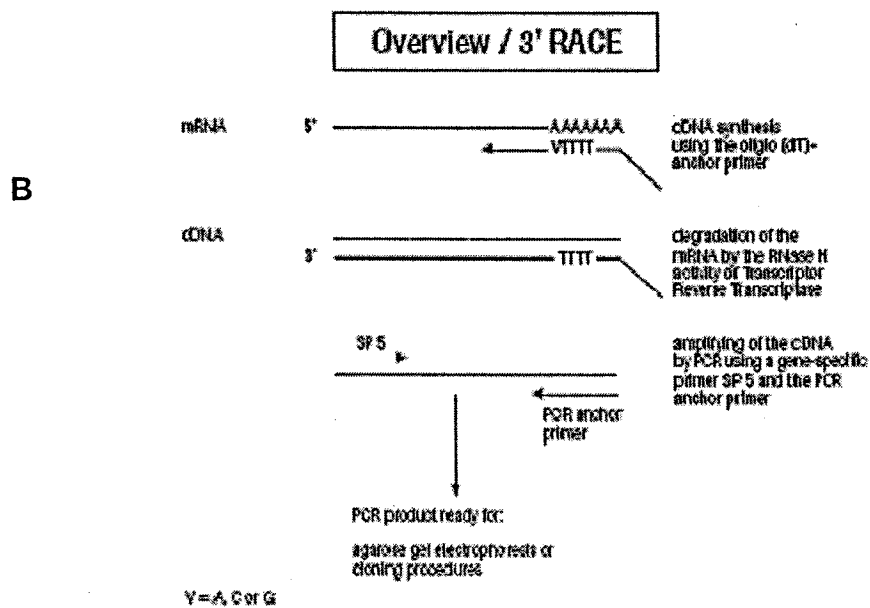 Overview / 3' RACE
mRNA 5' AAAAAAA
VTTTT
cDNA synthesis
using the oligo (dT)-
anchor primer
B
cDNA
3' TTTT
degradation of the
mRNA by the RNase H
activity of Transcriptor
Reverse Transcriptase
SP 5
amplifying of the cDNA
by PCR using a gene-specific
primer SP 5 and the PCR
anchor primer
PCR anchor
primer
PCR product ready for:
agarose gel electrophoresis or
cloning procedures
V = A, C or G